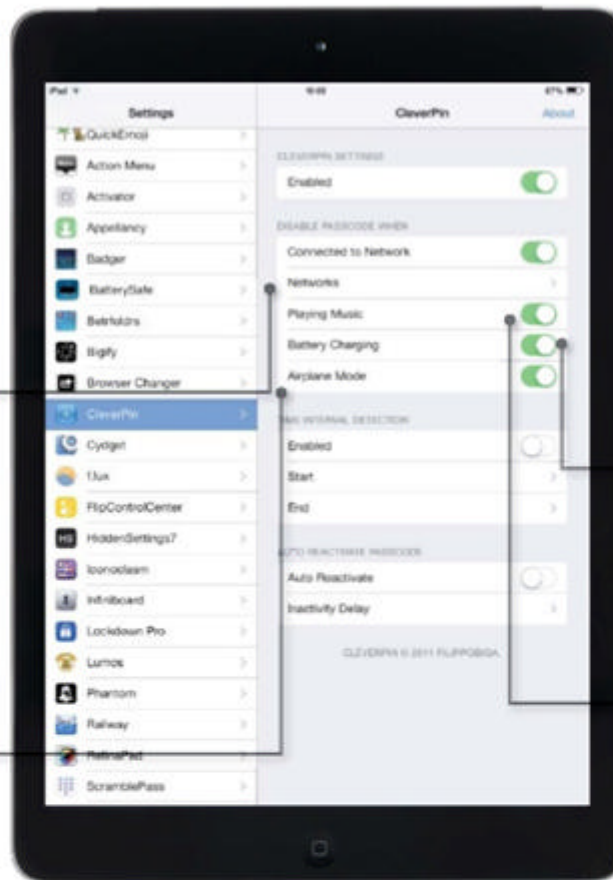 iPad
87%
Settings
QuickEmoji
Action Menu
Activator
Appellancy
Badger
BatterySafe
Betrfoldrs
Bigify
Browser Changer
CleverPin
Cydget
f.lux
FlipControlCenter
HiddenSettings7
Iconoclasm
Infiniboard
Lockdown Pro
Lumos
Phantom
Railway
RetinaPad
ScramblePass
CleverPin
About
CLEVERPIN SETTINGS
Enabled
DISABLE PASSCODE WHEN
Connected to Network
Networks
Playing Music
Battery Charging
Airplane Mode
TIME INTERVAL DETECTION
Enabled
Start
End
AUTO REACTIVATE PASSCODE
Auto Reactivate
Inactivity Delay
CLEVERPIN © 2011 FILIPPOBIGA